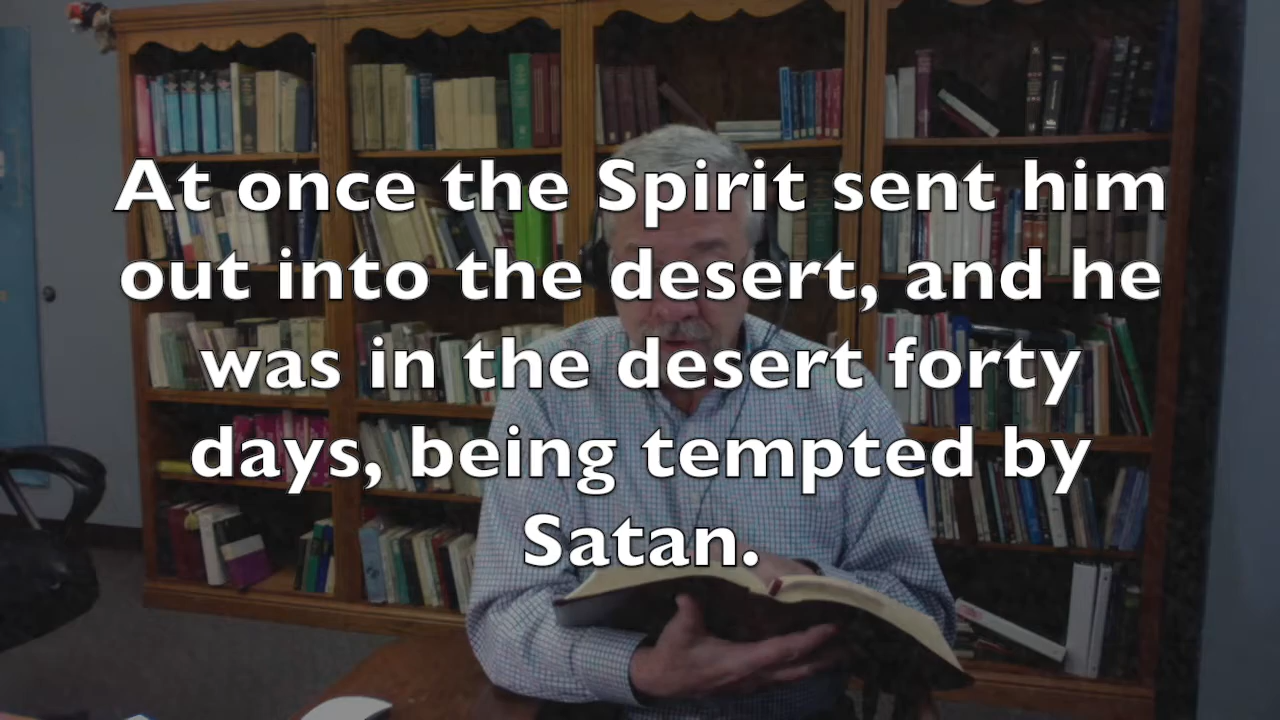 At once the Spirit sent him
out into the desert, and he
was in the desert forty
days, being tempted by
Satan.